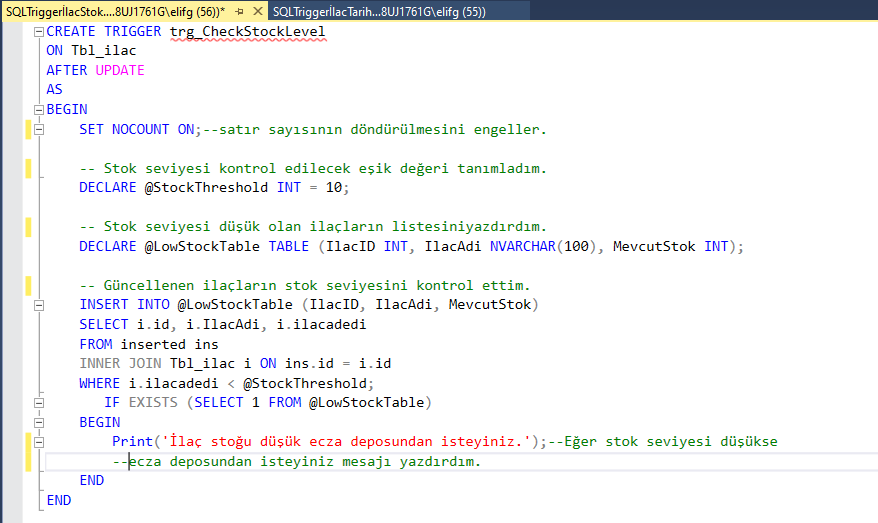 SQLTriggerİlacStok....8UJ1761G\elifg (56))*
SQLTriggerİlacTarih....8UJ1761G\elifg (55))
CREATE TRIGGER trg_CheckStockLevel
ON Tbl_ilac
AFTER UPDATE
AS
BEGIN
SET NOCOUNT ON;--satır sayısının döndürülmesini engeller.
-- Stok seviyesi kontrol edilecek eşik değeri tanımladım.
DECLARE @StockThreshold INT = 10;
-- Stok seviyesi düşük olan ilaçların listesiniyazdırdım.
DECLARE @LowStockTable TABLE (IlacID INT, IlacAdi NVARCHAR(100), MevcutStok INT);
-- Güncellenen ilaçların stok seviyesini kontrol ettim.
INSERT INTO @LowStockTable (IlacID, IlacAdi, MevcutStok)
SELECT i.id, i.IlacAdi, i.ilacadedi
FROM inserted ins
INNER JOIN Tbl_ilac i ON ins.id = i.id
WHERE i.ilacadedi < @StockThreshold;
IF EXISTS (SELECT 1 FROM @LowStockTable)
BEGIN
Print('İlaç stoğu düşük ecza deposundan isteyiniz.');--Eğer stok seviyesi düşükse
--ecza deposundan isteyiniz mesajı yazdırdım.
END
END